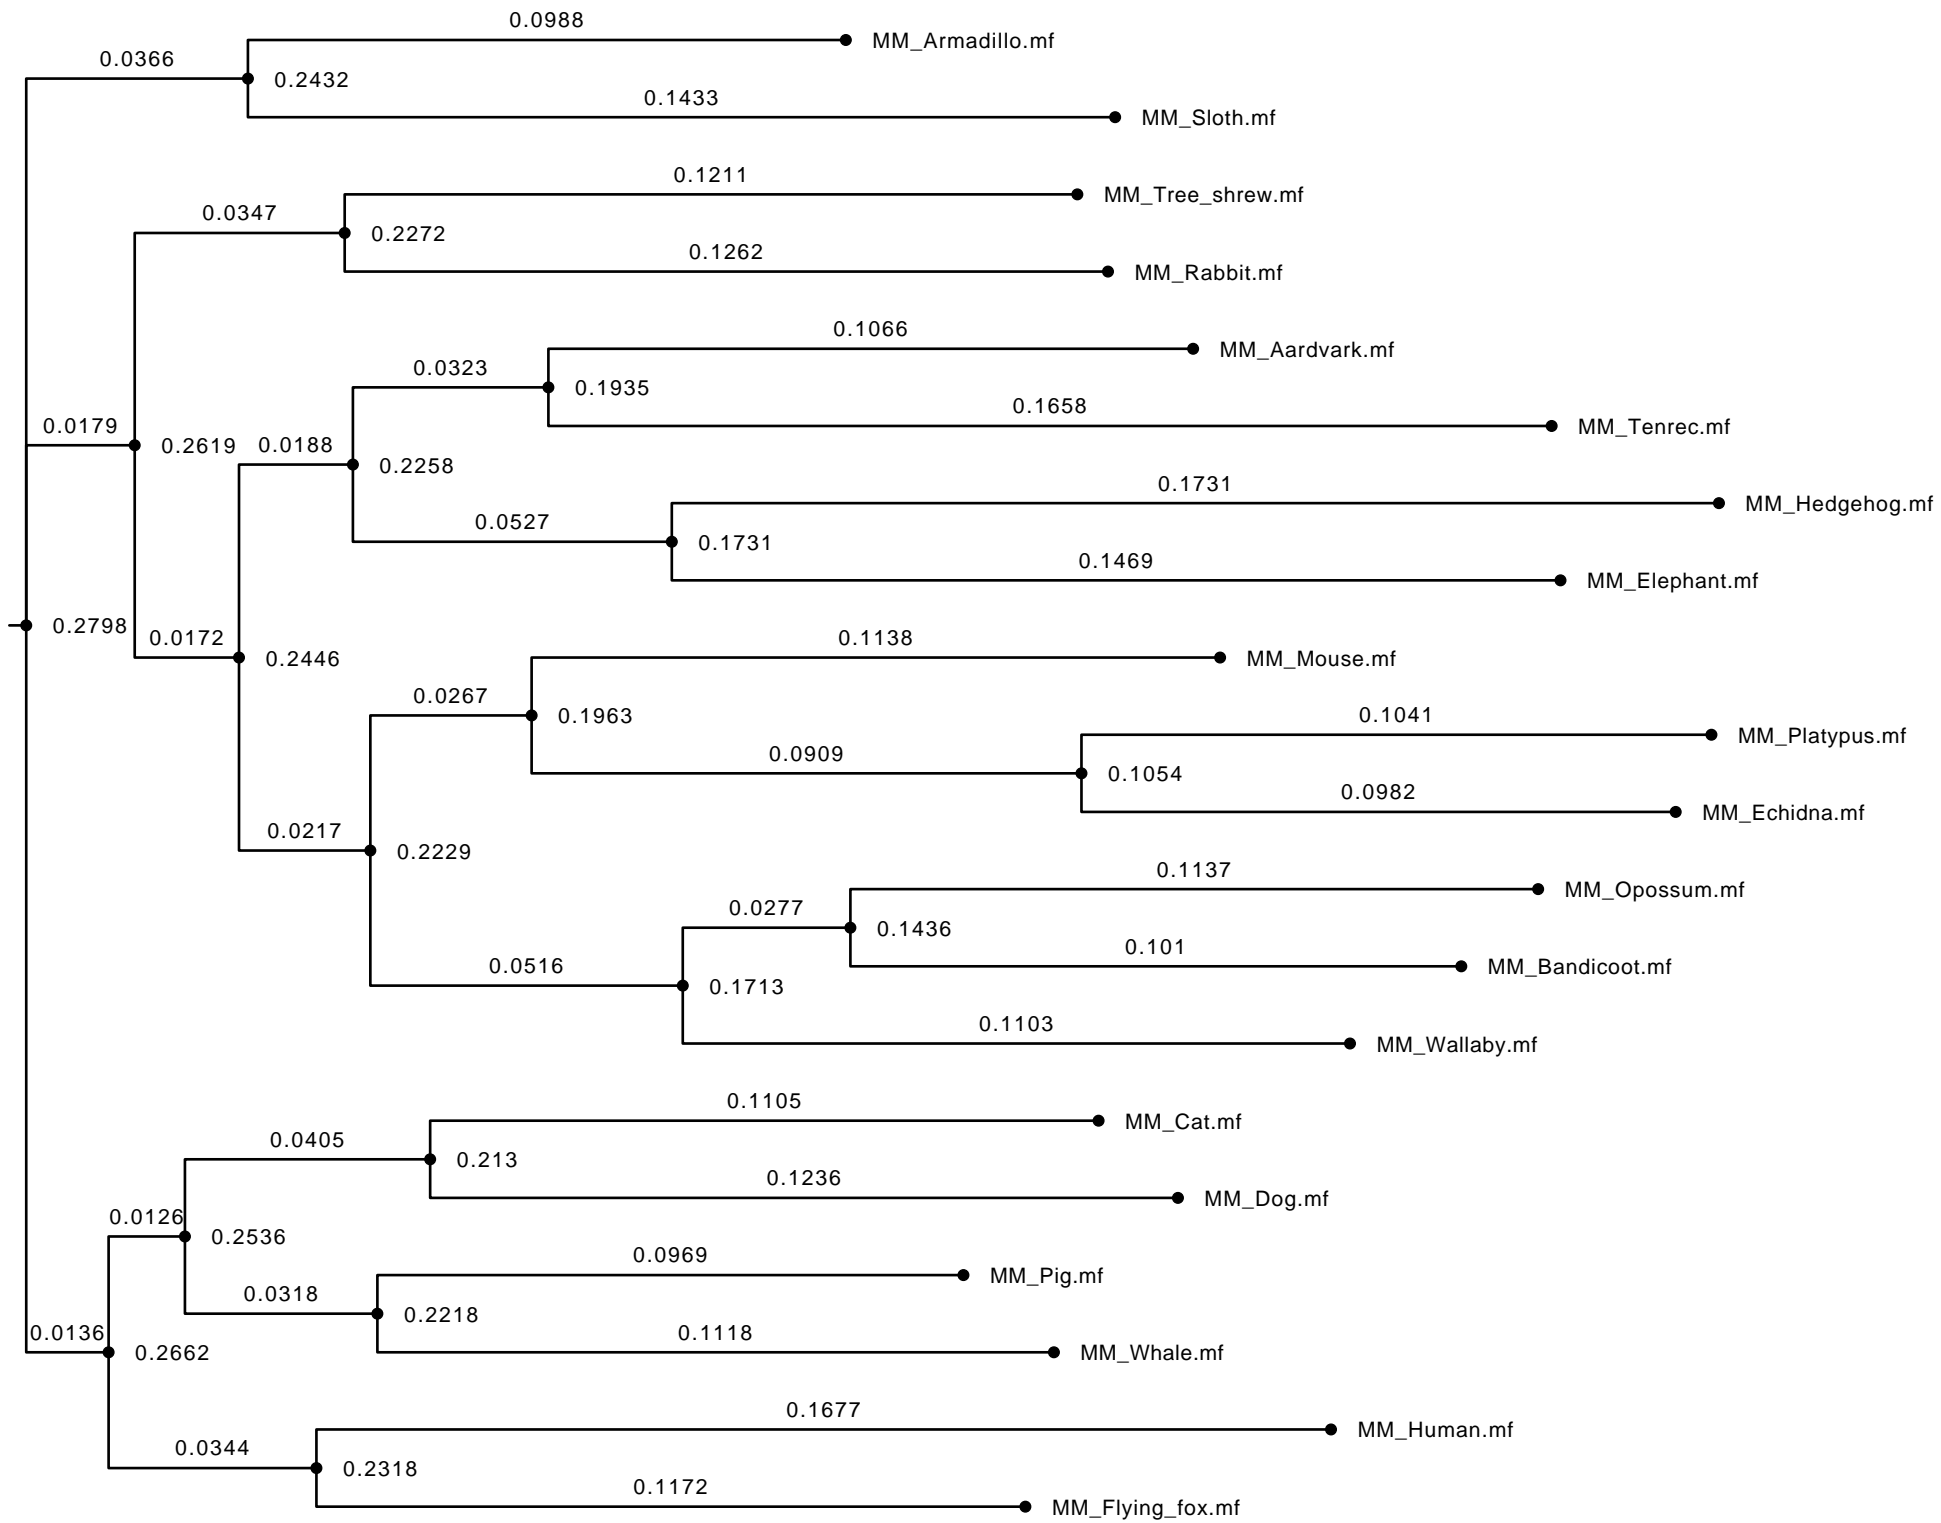 0.0988
MM_Armadillo.mf
0.0366
0.2432
0.1433
MM_Sloth.mf
0.1211
MM_Tree_shrew.mf
0.0347
0.2272
0.1262
MM_Rabbit.mf
0.1066
MM_Aardvark.mf
0.0323
0.1935
0.1658
MM_Tenrec.mf
0.0179
0.2619
0.0188
0.2258
0.1731
MM_Hedgehog.mf
0.0527
0.1731
0.1469
MM_Elephant.mf
0.2798
0.0172
0.2446
0.1138
MM_Mouse.mf
0.0267
0.1963
0.1041
MM_Platypus.mf
0.0909
0.1054
0.0982
MM_Echidna.mf
0.0217
0.2229
0.1137
MM_Opossum.mf
0.0277
0.1436
0.101
MM_Bandicoot.mf
0.0516
0.1713
0.1103
MM_Wallaby.mf
0.1105
MM_Cat.mf
0.0405
0.213
0.1236
MM_Dog.mf
0.0126
0.2536
0.0969
MM_Pig.mf
0.0318
0.2218
0.1118
MM_Whale.mf
0.0136
0.2662
0.1677
MM_Human.mf
0.0344
0.2318
0.1172
MM_Flying_fox.mf